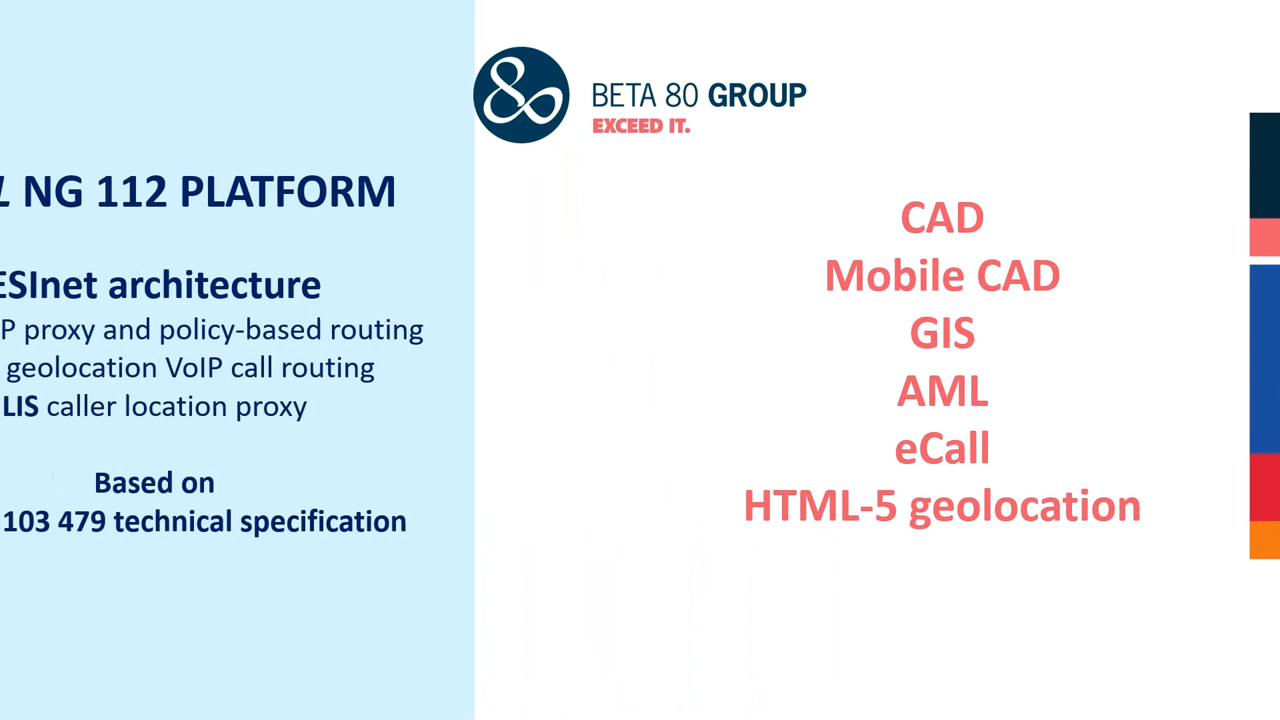 NG 112 PLATFORM
ESInet architecture
P proxy and policy-based routing
geolocation VoIP call routing
LIS caller location proxy
Based on
103 479 technical specification
BETA 80 GROUP
EXCEED IT.
CAD
Mobile CAD
GIS
AML
eCall
HTML-5 geolocation